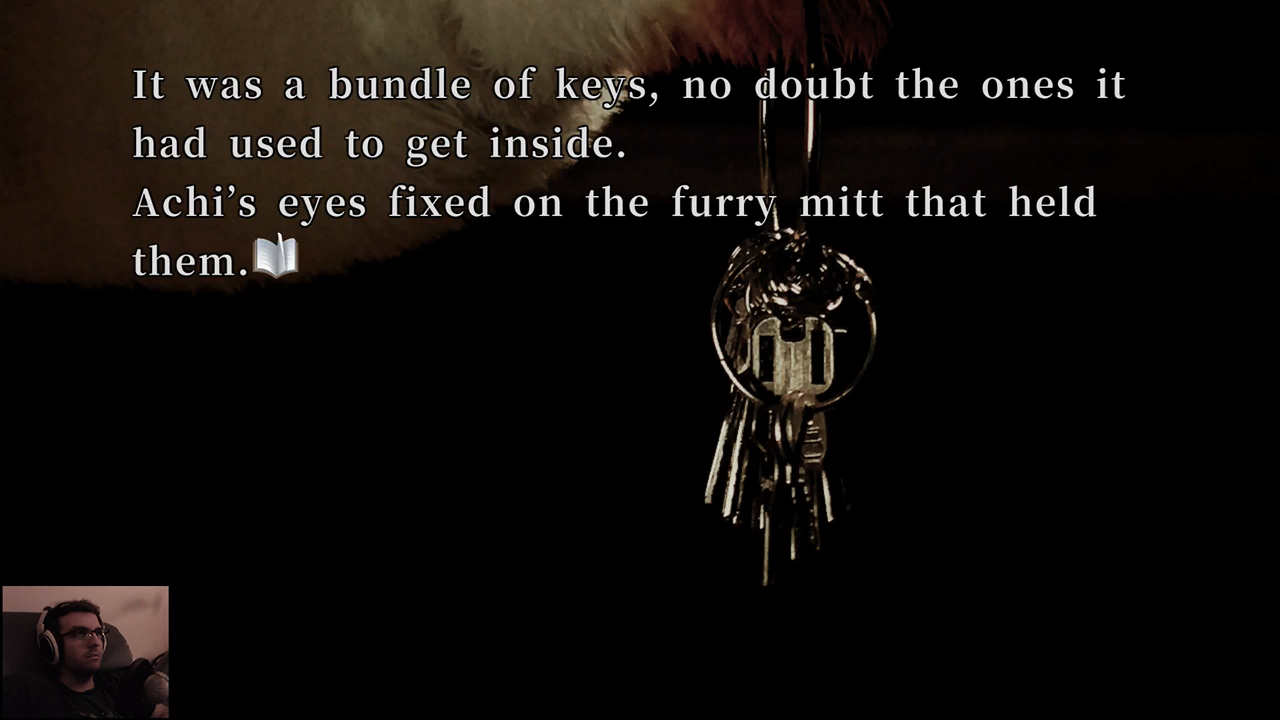 It was a bundle of keys, no doubt the ones it
had used to get inside.
Achi’s eyes fixed on the furry mitt that held
them.